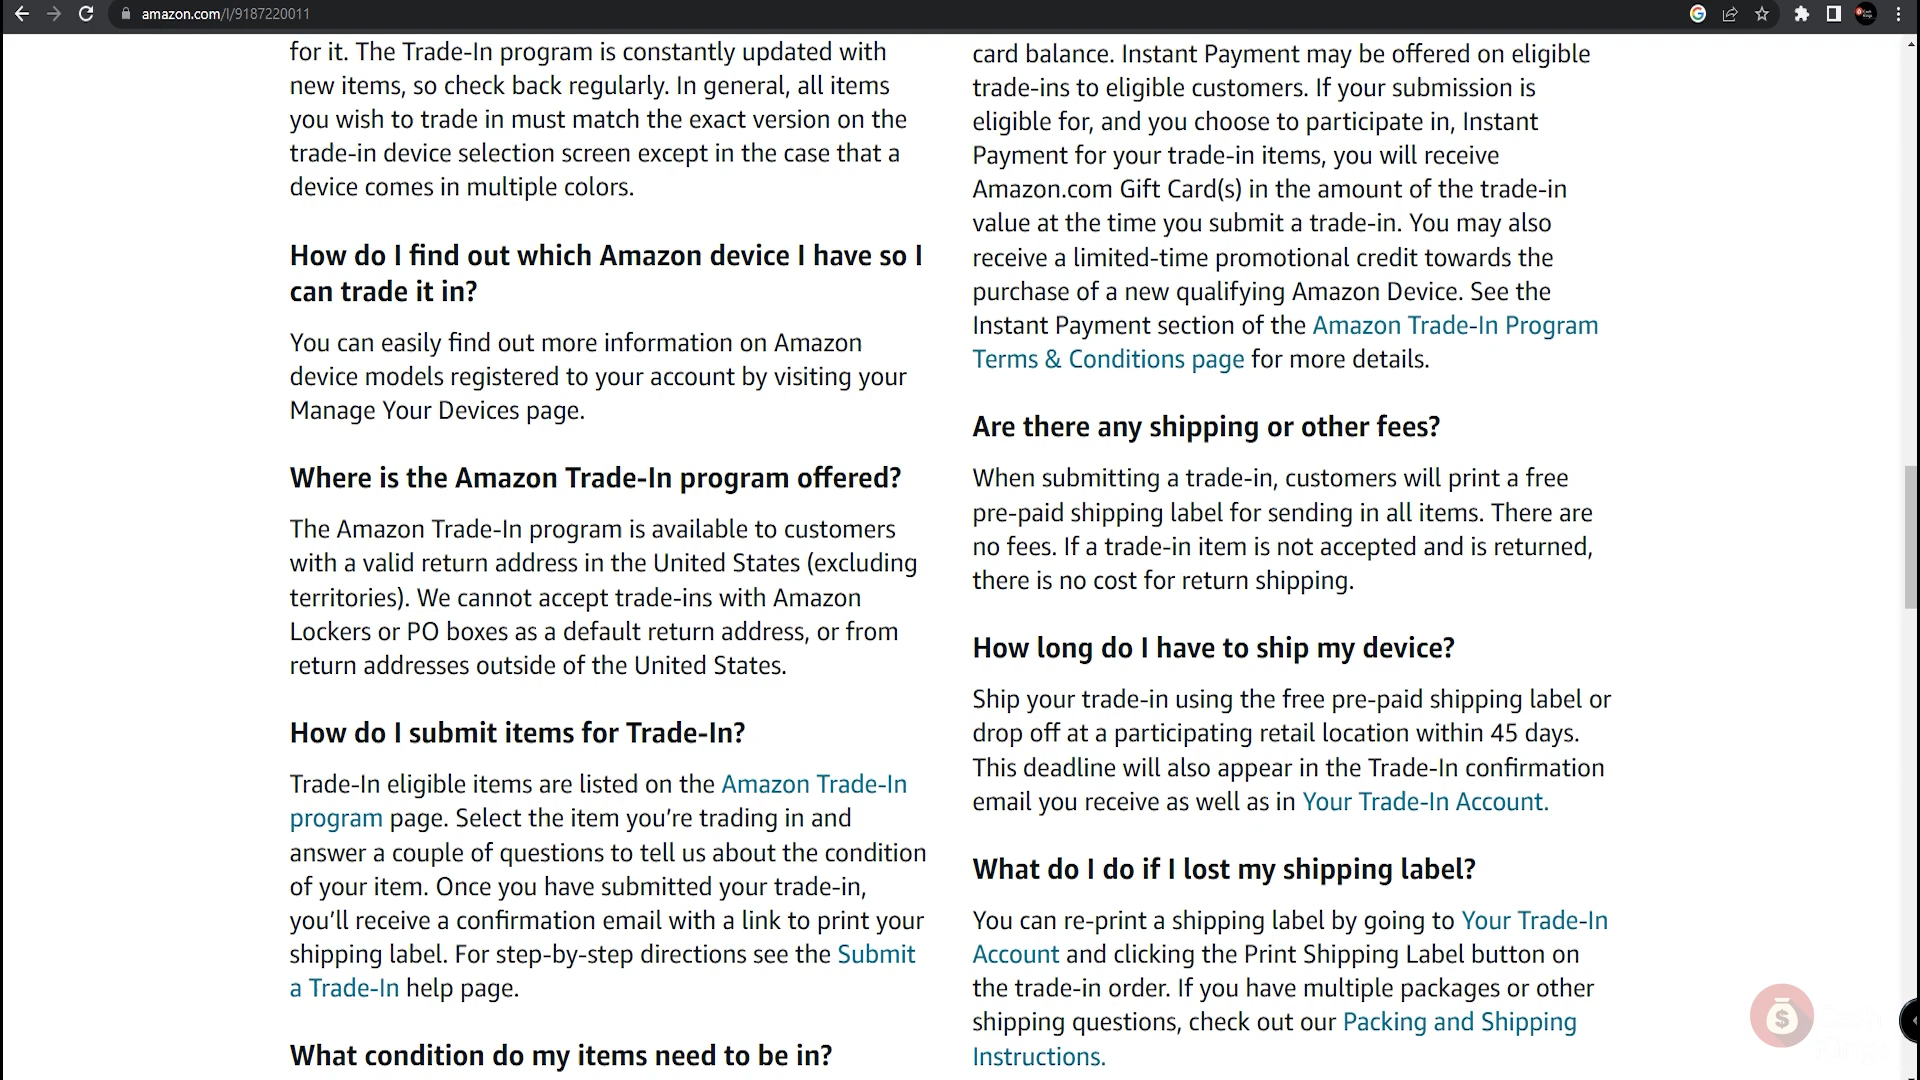 amazon.com/l/9187220011
for it. The Trade-In program is constantly updated with
new items, so check back regularly. In general, all items
you wish to trade in must match the exact version on the
trade-in device selection screen except in the case that a
device comes in multiple colors.
How do I find out which Amazon device I have so I
can trade it in?
You can easily find out more information on Amazon
device models registered to your account by visiting your
Manage Your Devices page.
Where is the Amazon Trade-In program offered?
The Amazon Trade-In program is available to customers
with a valid return address in the United States (excluding
territories). We cannot accept trade-ins with Amazon
Lockers or PO boxes as a default return address, or from
return addresses outside of the United States.
How do I submit items for Trade-In?
Trade-In eligible items are listed on the Amazon Trade-In
program page. Select the item you’re trading in and
answer a couple of questions to tell us about the condition
of your item. Once you have submitted your trade-in,
you’ll receive a confirmation email with a link to print your
shipping label. For step-by-step directions see the Submit
a Trade-In help page.
What condition do my items need to be in?
card balance. Instant Payment may be offered on eligible
trade-ins to eligible customers. If your submission is
eligible for, and you choose to participate in, Instant
Payment for your trade-in items, you will receive
Amazon.com Gift Card(s) in the amount of the trade-in
value at the time you submit a trade-in. You may also
receive a limited-time promotional credit towards the
purchase of a new qualifying Amazon Device. See the
Instant Payment section of the Amazon Trade-In Program
Terms & Conditions page for more details.
Are there any shipping or other fees?
When submitting a trade-in, customers will print a free
pre-paid shipping label for sending in all items. There are
no fees. If a trade-in item is not accepted and is returned,
there is no cost for return shipping.
How long do I have to ship my device?
Ship your trade-in using the free pre-paid shipping label or
drop off at a participating retail location within 45 days.
This deadline will also appear in the Trade-In confirmation
email you receive as well as in Your Trade-In Account.
What do I do if I lost my shipping label?
You can re-print a shipping label by going to Your Trade-In
Account and clicking the Print Shipping Label button on
the trade-in order. If you have multiple packages or other
shipping questions, check out our Packing and Shipping
Instructions.